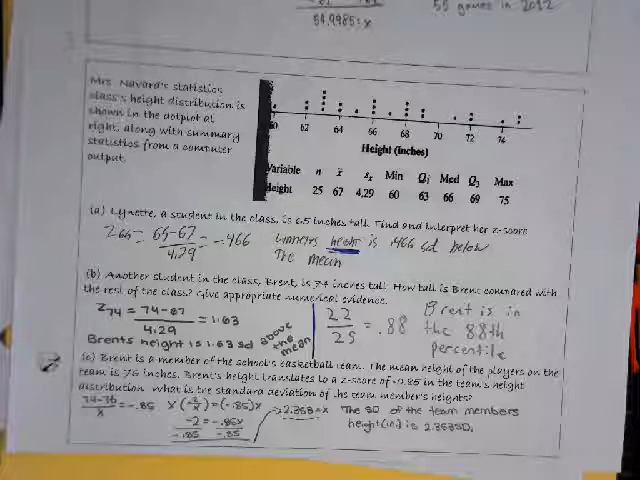 55 games in 2012
54.9985=x
Mrs. Navard's statistics
class's height distribution is
shown in the dotplot at
right, along with summary
statistics from a computer
output.
60 62 64 66 68 70 72 74
Height (inches)
Variable n x̄ sx Min Q1 Med Q3 Max
Height 25 67 4.29 60 63 66 69 75
(a) Lynette, a student in the class, is 65 inches tall. Find and interpret her z-score
Z65 = 65-67 / 4.29 = -.466
height is .466 sd below
the mean
(b) Another student in the class, Brent, is 74 inches tall. How tall is Brent compared with
the rest of the class? Give appropriate numerical evidence.
Z74 = 74-67 / 4.29 = 1.63
Brents height is 1.63 sd above
the mean
22 / 25 = .88
Brent is in
the 88th
percentile
(c) Brent is a member of the school's basketball team. The mean height of the players on the
team is 76 inches. Brent's height translates to a z-score of -0.85 in the team's height
distribution. What is the standard deviation of the team member's heights?
74-76 / x = -.85 x(-2/x)=(-.85)x → 2.353=x The SD of the team members
-2 = -.85x height(in) is 2.353SD.
-.85 -.85